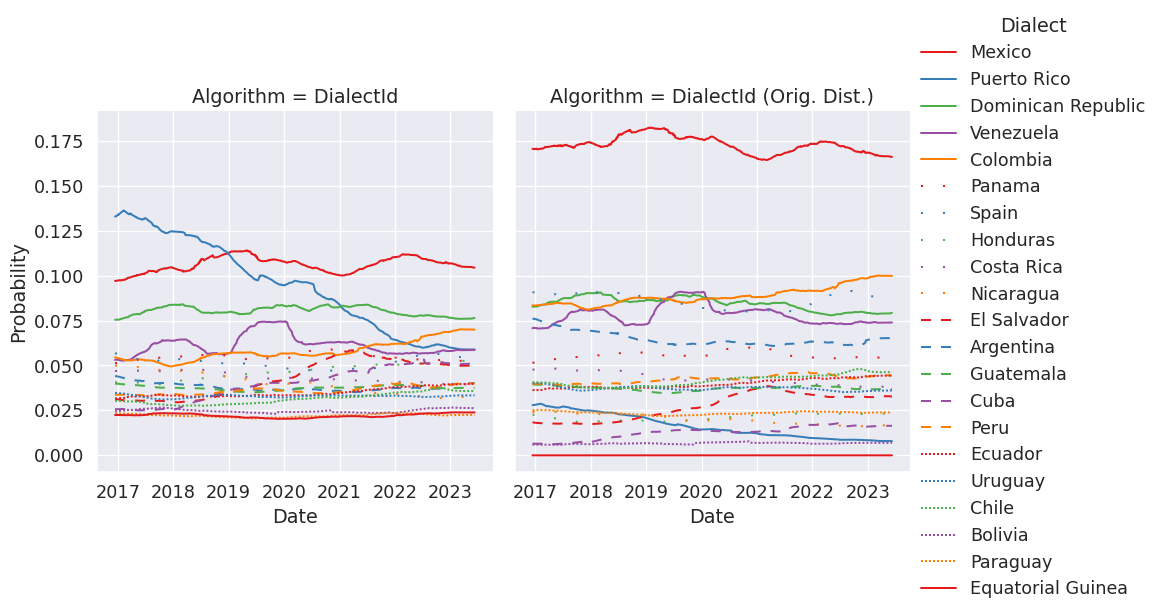 Dialect
Mexico
Puerto Rico
Dominican Republic
Venezuela
Colombia
Panama
Spain
Honduras
Costa Rica
Nicaragua
El Salvador
Argentina
Guatemala
Cuba
Peru
Ecuador
Uruguay
Chile
Bolivia
Paraguay
Equatorial Guinea
Algorithm = DialectId
Algorithm = DialectId (Orig. Dist.)
Probability
0.175
0.150
0.125
0.100
0.075
0.050
0.025
0.000
2017 2018 2019 2020 2021 2022 2023
Date
2017 2018 2019 2020 2021 2022 2023
Date